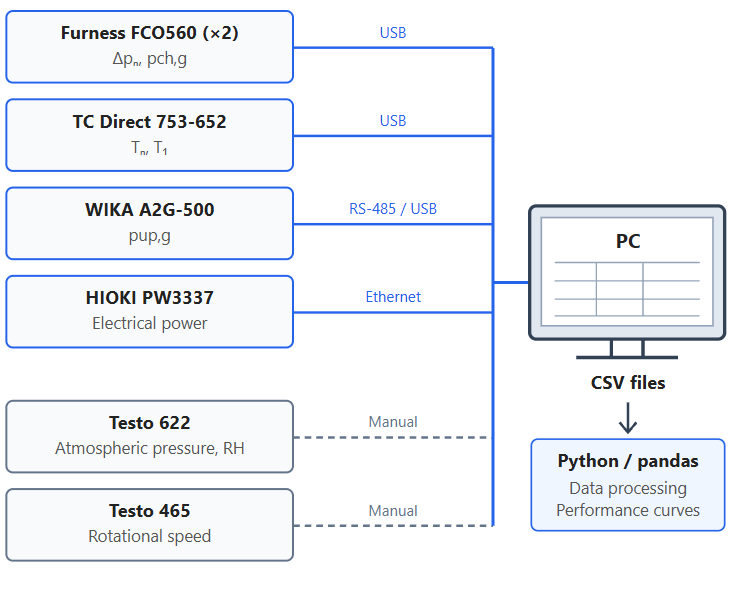 Furness FCO560 (×2)
Δpₙ, pch,g
USB
TC Direct 753-652
Tₙ, T₁
USB
WIKA A2G-500
pup,g
RS-485 / USB
HIOKI PW3337
Electrical power
Ethernet
PC
CSV files
Testo 622
Atmospheric pressure, RH
Manual
Testo 465
Rotational speed
Manual
Python / pandas
Data processing
Performance curves